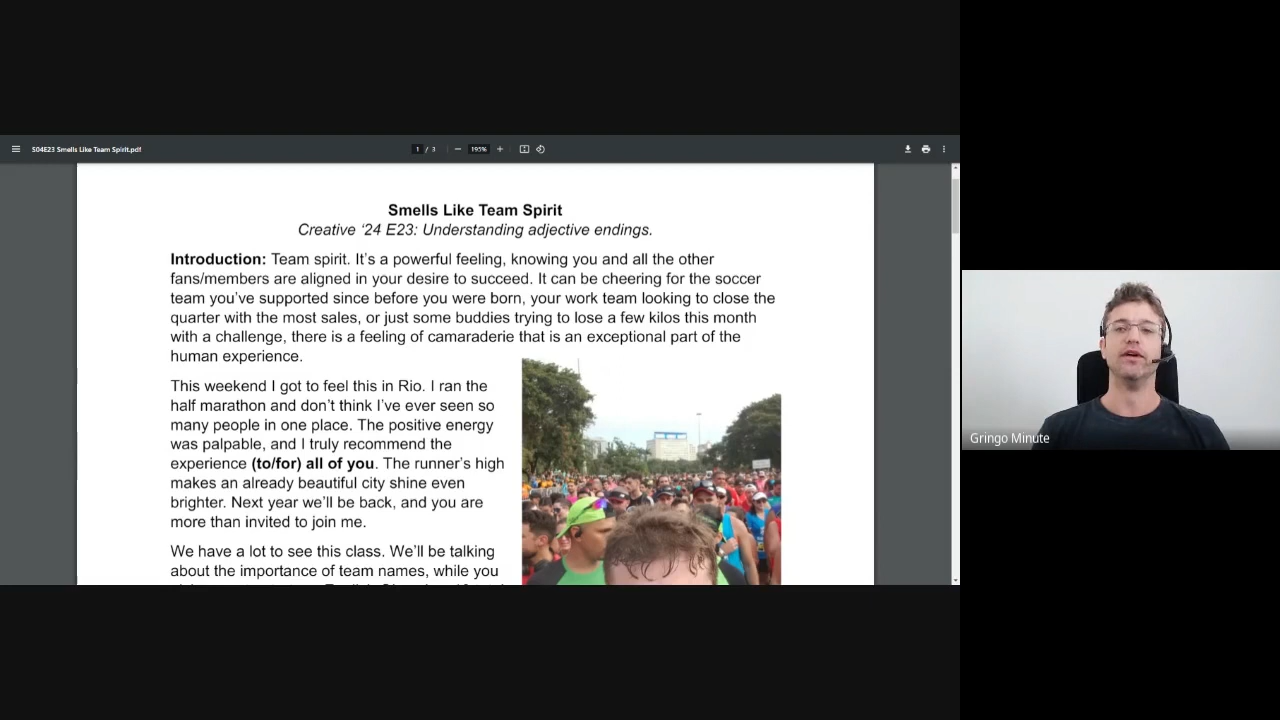 S04E23 Smells Like Team Spirit.pdf
1 / 3
195%
Smells Like Team Spirit
Creative ‘24 E23: Understanding adjective endings.
Introduction: Team spirit. It’s a powerful feeling, knowing you and all the other
fans/members are aligned in your desire to succeed. It can be cheering for the soccer
team you’ve supported since before you were born, your work team looking to close the
quarter with the most sales, or just some buddies trying to lose a few kilos this month
with a challenge, there is a feeling of camaraderie that is an exceptional part of the
human experience.
This weekend I got to feel this in Rio. I ran the
half marathon and don’t think I’ve ever seen so
many people in one place. The positive energy
was palpable, and I truly recommend the
experience (to/for) all of you. The runner’s high
makes an already beautiful city shine even
brighter. Next year we’ll be back, and you are
more than invited to join me.
We have a lot to see this class. We’ll be talking
about the importance of team names, while you
Gringo Minute